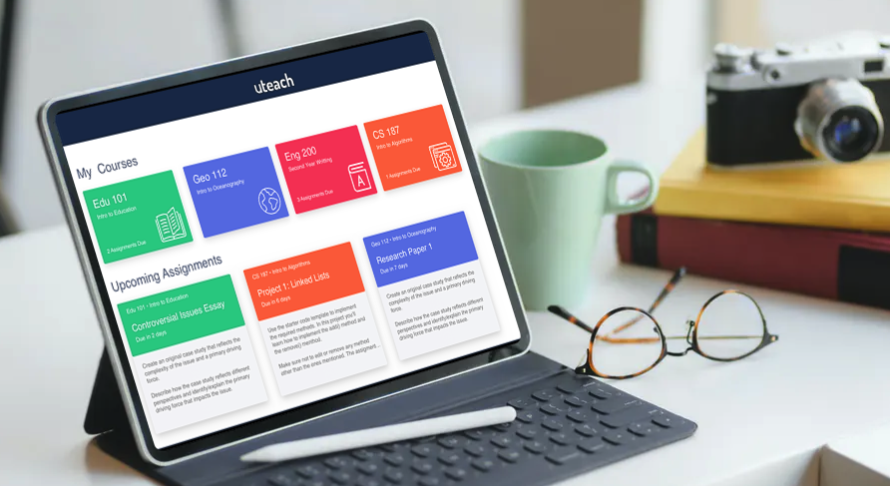 uteach
My Courses
Edu 101
Intro to Education
2 Assignments Due
Geo 112
Intro to Oceanography
Eng 200
Second Year Writing
3 Assignments Due
CS 187
Intro to Algorithms
1 Assignments Due
A
Upcoming Assignments
Edu 101 • Intro to Education
Controversial Issues Essay
Due in 2 days
Create an original case study that reflects the
complexity of the issue and a primary driving
force.
Describe how the case study reflects different
perspectives and identify/explain the primary
driving force that impacts the issue.
CS 187 • Intro to Algorithms
Project 1: Linked Lists
Due in 6 days
Use the starter code template to implement
the required methods. In this project you'll
learn how to implement the add() method and
the remove() menthod.
Make sure not to edit or remove any method
other than the ones mentioned. The assignment...
Geo 112 • Intro to Oceanography
Research Paper 1
Due in 7 days
Create an original case study that reflects the
complexity of the issue and a primary driving
force.
Describe how the case study reflects different
perspectives and identify/explain the primary
driving force that impacts the issue.